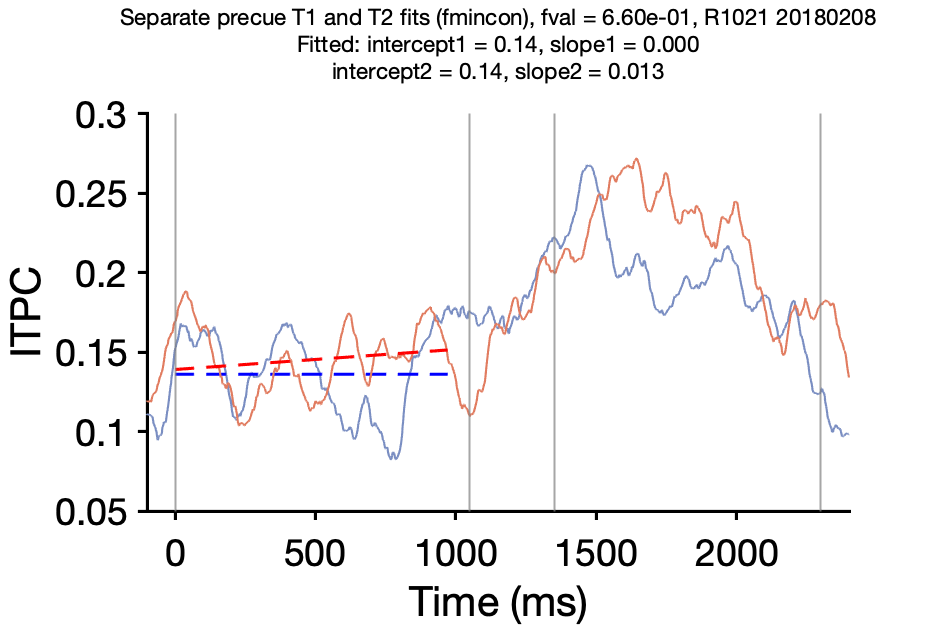 Separate precue T1 and T2 fits (fmincon), fval = 6.60e-01, R1021 20180208
Fitted: intercept1 = 0.14, slope1 = 0.000
intercept2 = 0.14, slope2 = 0.013
0.3
0.25
0.2
0.15
0.1
0.05
ITPC
0
500
1000
1500
2000
Time (ms)